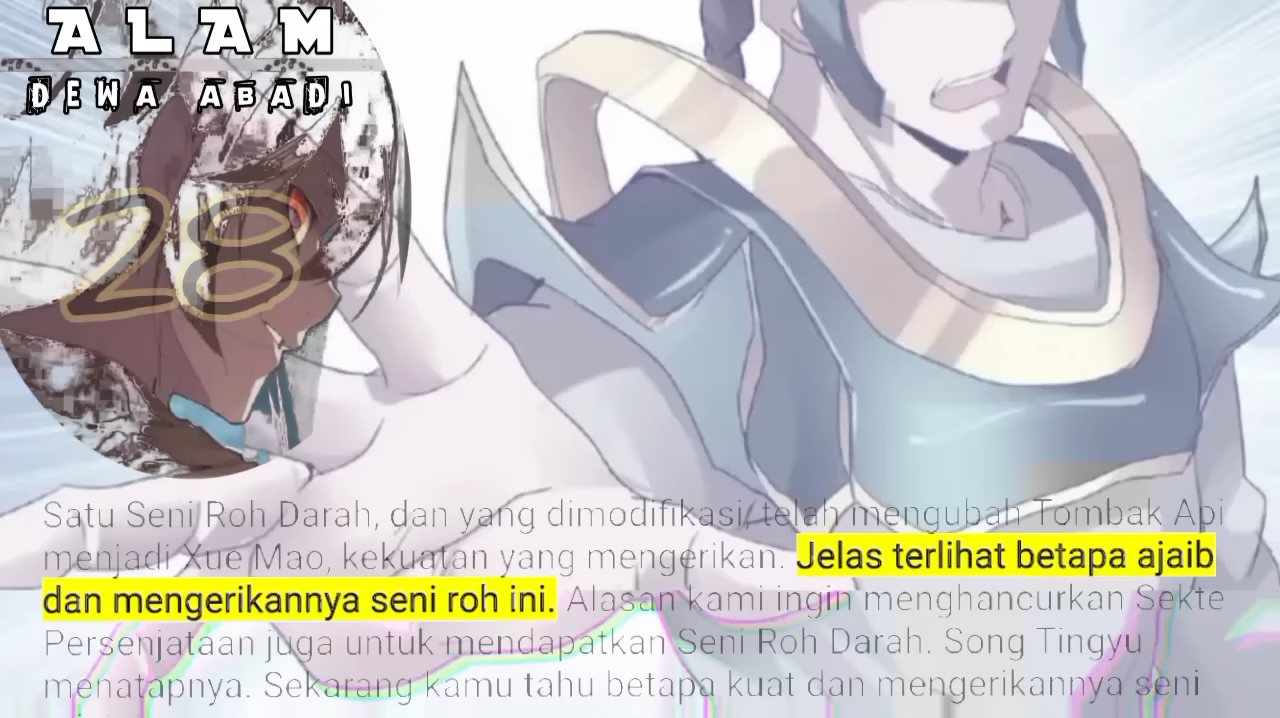 ALAM
DEWA ABADI
28
Satu Seni Roh Darah, dan yang dimodifikasi, telah mengubah Tombak Api
menjadi Xue Mao, kekuatan yang mengerikan. Jelas terlihat betapa ajaib
dan mengerikannya seni roh ini. Alasan kami ingin menghancurkan Sekte
Persenjataan juga untuk mendapatkan Seni Roh Darah. Song Tingyu
menatapnya. Sekarang kamu tahu betapa kuat dan mengerikannya seni